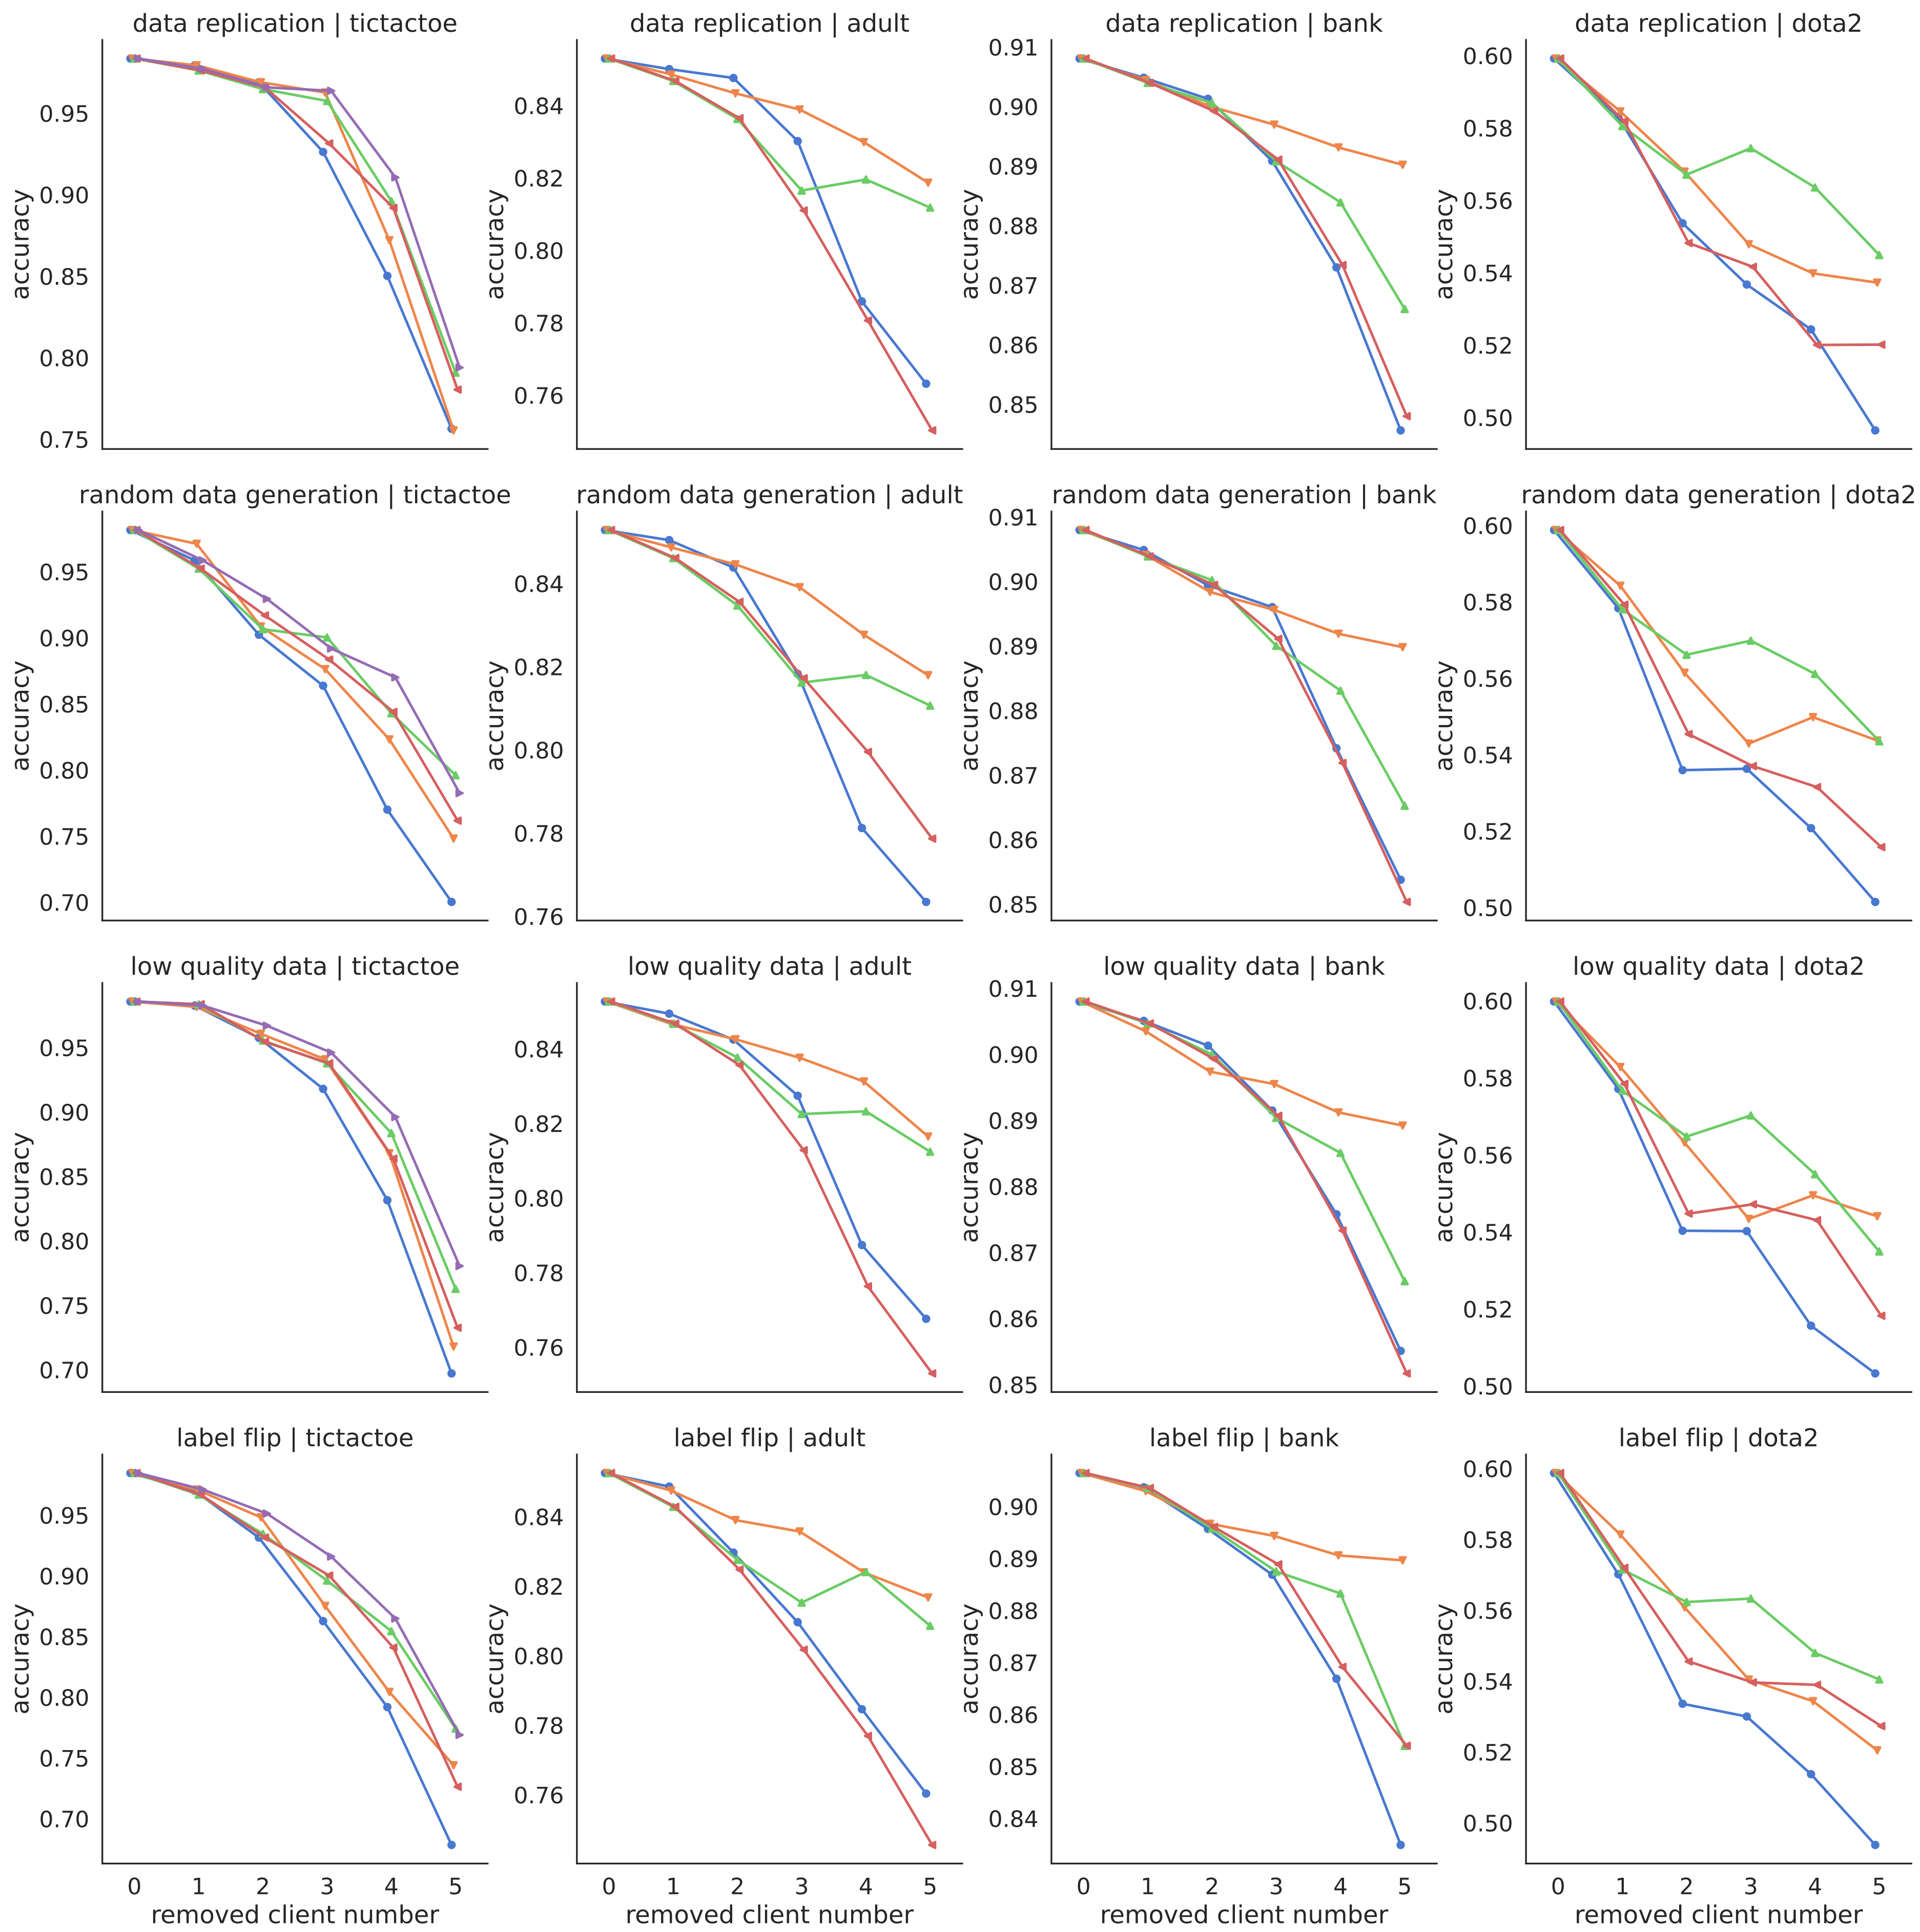 data replication | tictactoe
data replication | adult
data replication | bank
data replication | dota2
accuracy
0.95
0.90
0.85
0.80
0.75
accuracy
0.84
0.82
0.80
0.78
0.76
accuracy
0.91
0.90
0.89
0.88
0.87
0.86
0.85
accuracy
0.60
0.58
0.56
0.54
0.52
0.50
random data generation | tictactoe
random data generation | adult
random data generation | bank
random data generation | dota2
accuracy
0.95
0.90
0.85
0.80
0.75
0.70
accuracy
0.84
0.82
0.80
0.78
0.76
accuracy
0.91
0.90
0.89
0.88
0.87
0.86
0.85
accuracy
0.60
0.58
0.56
0.54
0.52
0.50
low quality data | tictactoe
low quality data | adult
low quality data | bank
low quality data | dota2
accuracy
0.95
0.90
0.85
0.80
0.75
0.70
accuracy
0.84
0.82
0.80
0.78
0.76
accuracy
0.91
0.90
0.89
0.88
0.87
0.86
0.85
accuracy
0.60
0.58
0.56
0.54
0.52
0.50
label flip | tictactoe
label flip | adult
label flip | bank
label flip | dota2
accuracy
0.95
0.90
0.85
0.80
0.75
0.70
accuracy
0.84
0.82
0.80
0.78
0.76
accuracy
0.90
0.89
0.88
0.87
0.86
0.85
0.84
accuracy
0.60
0.58
0.56
0.54
0.52
0.50
0 1 2 3 4 5
removed client number
0 1 2 3 4 5
removed client number
0 1 2 3 4 5
removed client number
0 1 2 3 4 5
removed client number